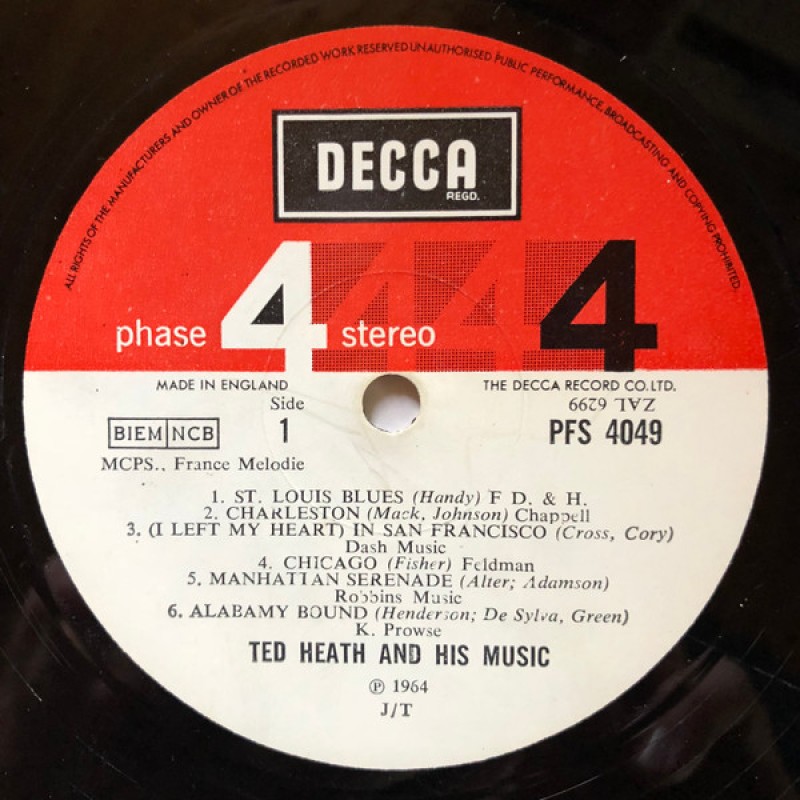 ALL RIGHTS OF THE MANUFACTURERS AND OWNER OF THE RECORDED WORK RESERVED UNAUTHORISED PUBLIC PERFORMANCE, BROADCASTING AND COPYING PROHIBITED.
DECCA
REGD.
phase 4 stereo 4 4 4
MADE IN ENGLAND
THE DECCA RECORD CO. LTD.
Side
ZAL 6299
BIEM NCB
1
PFS 4049
MCPS., France Melodie
1. ST. LOUIS BLUES (Handy) F D. & H.
2. CHARLESTON (Mack, Johnson) Chappell
3. (I LEFT MY HEART) IN SAN FRANCISCO (Cross, Cory)
Dash Music
4. CHICAGO (Fisher) Feldman
5. MANHATTAN SERENADE (Alter; Adamson)
Robbins Music
6. ALABAMY BOUND (Henderson; De Sylva, Green)
K. Prowse
TED HEATH AND HIS MUSIC
℗ 1964
J/T